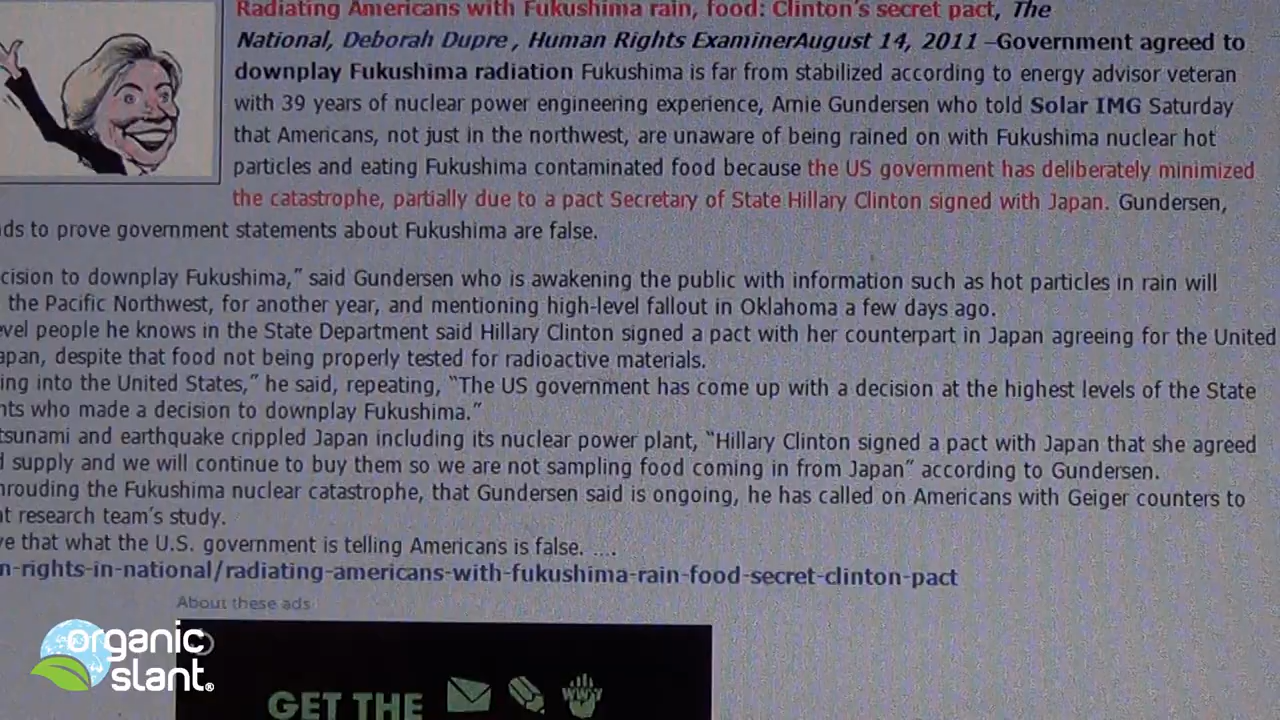 Radiating Americans with Fukushima rain, food: Clinton's secret pact, The
National, Deborah Dupre , Human Rights ExaminerAugust 14, 2011 –Government agreed to
downplay Fukushima radiation Fukushima is far from stabilized according to energy advisor veteran
with 39 years of nuclear power engineering experience, Arnie Gundersen who told Solar IMG Saturday
that Americans, not just in the northwest, are unaware of being rained on with Fukushima nuclear hot
particles and eating Fukushima contaminated food because the US government has deliberately minimized
the catastrophe, partially due to a pact Secretary of State Hillary Clinton signed with Japan. Gundersen,
ds to prove government statements about Fukushima are false.
cision to downplay Fukushima," said Gundersen who is awakening the public with information such as hot particles in rain will
the Pacific Northwest, for another year, and mentioning high-level fallout in Oklahoma a few days ago.
evel people he knows in the State Department said Hillary Clinton signed a pact with her counterpart in Japan agreeing for the United
apan, despite that food not being properly tested for radioactive materials.
ing into the United States," he said, repeating, "The US government has come up with a decision at the highest levels of the State
nts who made a decision to downplay Fukushima."
tsunami and earthquake crippled Japan including its nuclear power plant, "Hillary Clinton signed a pact with Japan that she agreed
d supply and we will continue to buy them so we are not sampling food coming in from Japan" according to Gundersen.
hrouding the Fukushima nuclear catastrophe, that Gundersen said is ongoing, he has called on Americans with Geiger counters to
at research team's study.
ve that what the U.S. government is telling Americans is false. ....
n-rights-in-national/radiating-americans-with-fukushima-rain-food-secret-clinton-pact
About these ads
organic
slant®
GET THE
WWW